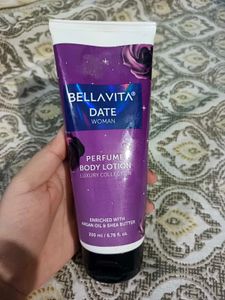 BELLAVITA®
DATE
WOMAN
PERFUME
BODY LOTION
LUXURY COLLECTION
ENRICHED WITH
ARGAN OIL & SHEA BUTTER
200 ml / 6.76 fl. oz.